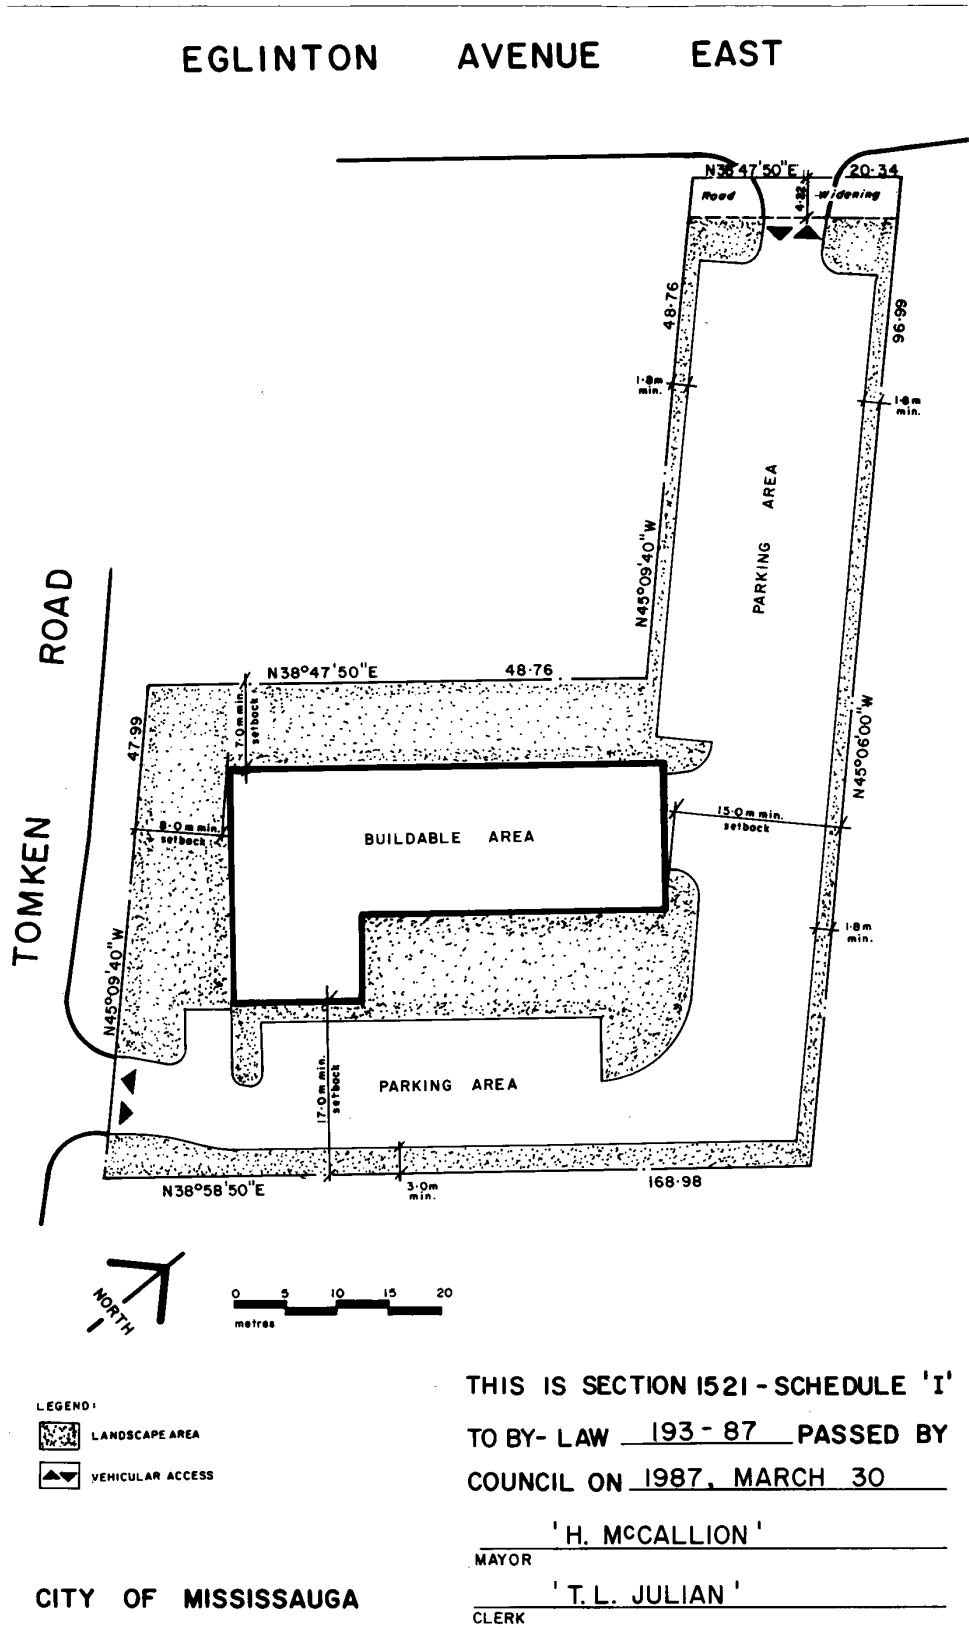 EGLINTON AVENUE EAST
N38°47'50"E 20.34
Road Widening
4.22
48.76
96.99
1.8m
min.
1.8m
min.
PARKING AREA
N45°09'40"W
ROAD
N38°47'50"E 48.76
7.0m min.
setback
47.99
N45°06'00"W
8.0m min.
setback
BUILDABLE AREA
15.0m min.
setback
TOMKEN
1.8m
min.
N45°09'40"W
17.0m min.
setback
PARKING AREA
N38°58'50"E
3.0m
min.
168.98
NORTH
0 5 10 15 20
metres
LEGEND:
LANDSCAPE AREA
VEHICULAR ACCESS
THIS IS SECTION 1521 - SCHEDULE 'I'
TO BY-LAW 193-87 PASSED BY
COUNCIL ON 1987, MARCH 30
'H. McCALLION'
MAYOR
'T. L. JULIAN'
CLERK
CITY OF MISSISSAUGA